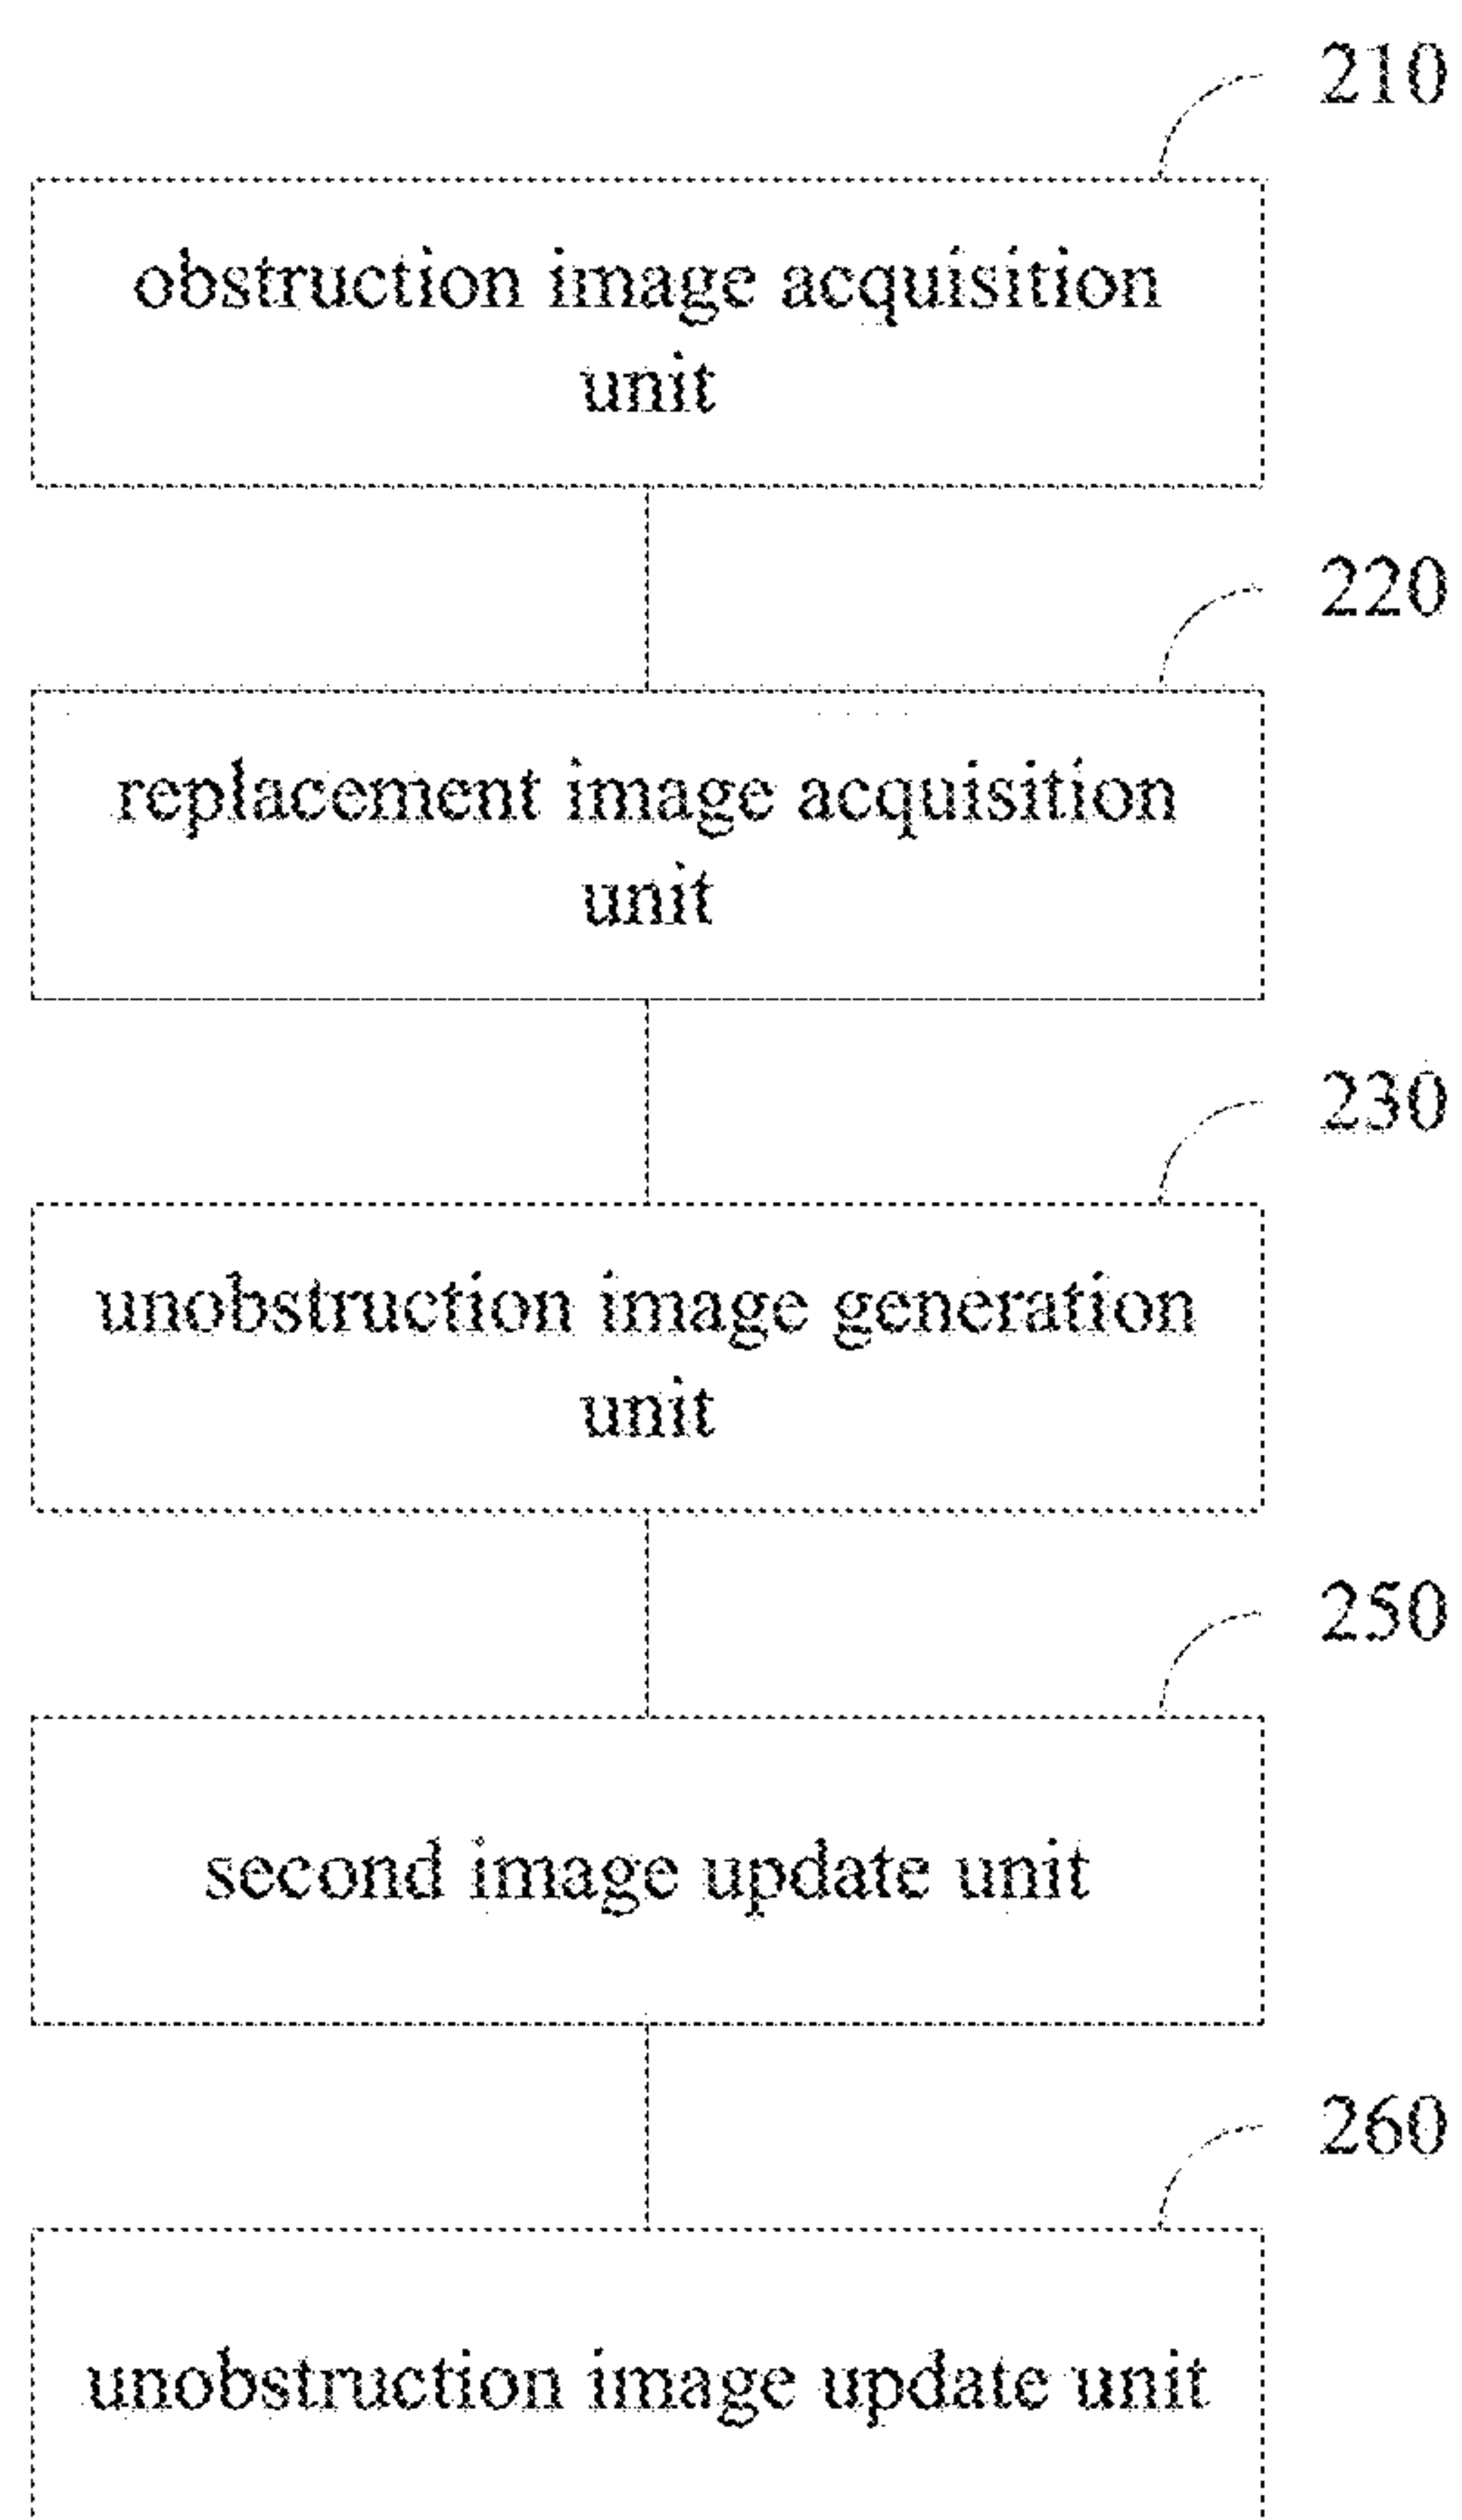 210
obstruction image acquisition
unit
220
replacement image acquisition
unit
230
unobstruction image generation
unit
250
second image update unit
260
unobstruction image update unit